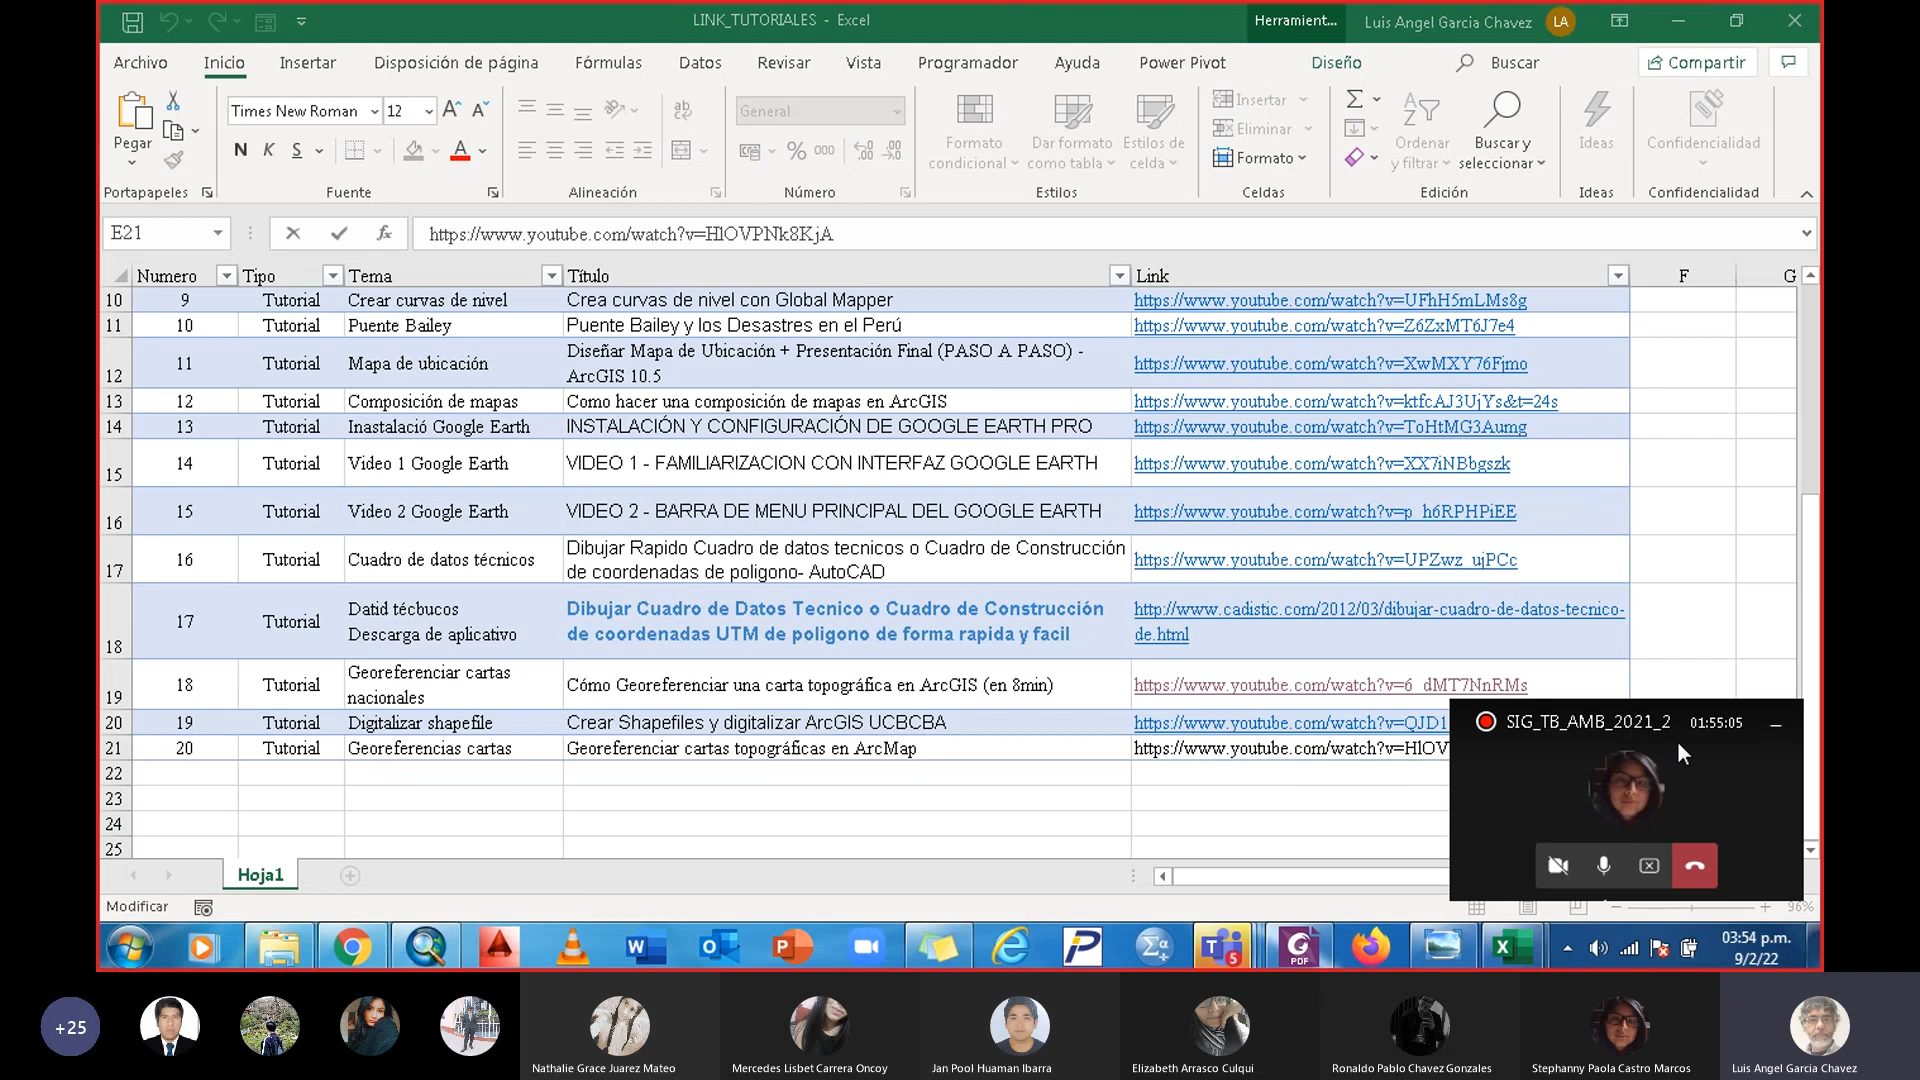 LINK_TUTORIALES - Excel
Herramient...
Luis Angel Garcia Chavez
LA
Archivo Inicio Insertar Disposición de página Fórmulas Datos Revisar Vista Programador Ayuda Power Pivot Diseño Buscar Compartir
Pegar
Times New Roman 12
N K S
General
Formato condicional
Dar formato como tabla
Estilos de celda
Insertar
Eliminar
Formato
Ordenar y filtrar
Buscar y seleccionar
Ideas
Confidencialidad
Portapapeles Fuente Alineación Número Estilos Celdas Edición Ideas Confidencialidad
E21 fx https://www.youtube.com/watch?v=HlOVPNk8KjA
Numero Tipo Tema Título Link F G
10 9 Tutorial Crear curvas de nivel Crea curvas de nivel con Global Mapper https://www.youtube.com/watch?v=UFhH5mLMs8g
11 10 Tutorial Puente Bailey Puente Bailey y los Desastres en el Perú https://www.youtube.com/watch?v=Z6ZxMT6J7e4
12 11 Tutorial Mapa de ubicación Diseñar Mapa de Ubicación + Presentación Final (PASO A PASO) -
ArcGIS 10.5 https://www.youtube.com/watch?v=XwMXY76Fjmo
13 12 Tutorial Composición de mapas Como hacer una composición de mapas en ArcGIS https://www.youtube.com/watch?v=ktfcAJ3UjYs&t=24s
14 13 Tutorial Inastalació Google Earth INSTALACIÓN Y CONFIGURACIÓN DE GOOGLE EARTH PRO https://www.youtube.com/watch?v=ToHtMG3Aumg
15 14 Tutorial Video 1 Google Earth VIDEO 1 - FAMILIARIZACION CON INTERFAZ GOOGLE EARTH https://www.youtube.com/watch?v=XX7iNBbgszk
16 15 Tutorial Video 2 Google Earth VIDEO 2 - BARRA DE MENU PRINCIPAL DEL GOOGLE EARTH https://www.youtube.com/watch?v=p_h6RPHPiEE
17 16 Tutorial Cuadro de datos técnicos Dibujar Rapido Cuadro de datos tecnicos o Cuadro de Construcción
de coordenadas de poligono- AutoCAD https://www.youtube.com/watch?v=UPZwz_ujPCc
18 17 Tutorial Datid técbucos
Descarga de aplicativo
Dibujar Cuadro de Datos Tecnico o Cuadro de Construcción
de coordenadas UTM de poligono de forma rapida y facil
http://www.cadistic.com/2012/03/dibujar-cuadro-de-datos-tecnico-
de.html
19 18 Tutorial Georeferenciar cartas
nacionales
Cómo Georeferenciar una carta topográfica en ArcGIS (en 8min) https://www.youtube.com/watch?v=6_dMT7NnRMs
20 19 Tutorial Digitalizar shapefile Crear Shapefiles y digitalizar ArcGIS UCBCBA https://www.youtube.com/watch?v=QJD1
21 20 Tutorial Georeferencias cartas Georeferenciar cartas topográficas en ArcMap https://www.youtube.com/watch?v=HlOV
22
23
24
25
SIG_TB_AMB_2021_2 01:55:05
Hoja1
Modificar
96%
03:54 p.m.
9/2/22
+25
Nathalie Grace Juarez Mateo
Mercedes Lisbet Carrera Oncoy
Jan Pool Huaman Ibarra
Elizabeth Arrasco Culqui
Ronaldo Pablo Chavez Gonzales
Stephanny Paola Castro Marcos
Luis Angel Garcia Chavez